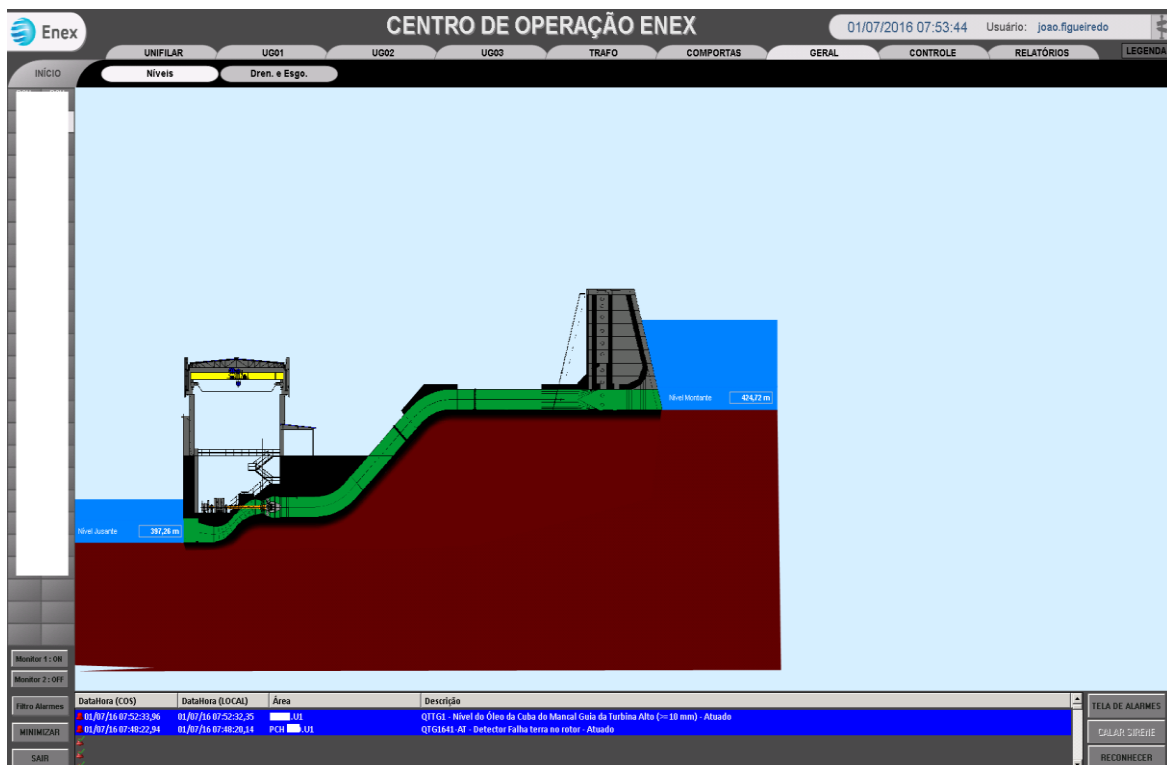 Enex
CENTRO DE OPERAÇÃO ENEX
01/07/2016 07:53:44 Usuário: joao.figueiredo
UNIFILAR UG01 UG02 UG03 TRAFO COMPORTAS GERAL CONTROLE RELATÓRIOS LEGENDA
INÍCIO Níveis Dren. e Esgo.
Nível Montante 424,72 m
Nível Jusante 397,26 m
Monitor 1 : ON
Monitor 2 : OFF
Filtro Alarmes
MINIMIZAR
SAIR
DataHora (COS) DataHora (LOCAL) Área Descrição
01/07/16 07:52:33,96 01/07/16 07:52:32,35 .U1 QTTG1 - Nível do Óleo da Cuba do Mancal Guia da Turbina Alto (>=10 mm) - Atuado
01/07/16 07:48:22,94 01/07/16 07:48:20,14 PCH .U1 QTG1641-AT - Detector Falha terra no rotor - Atuado
TELA DE ALARMES
CALAR SIRENE
RECONHECER